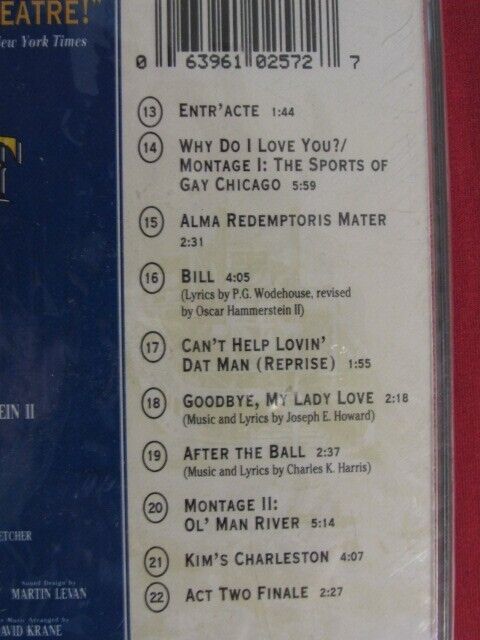 EATRE!"
New York Times
0 63961 02572 7
13 ENTR'ACTE 1:44
14 WHY DO I LOVE YOU?/
MONTAGE I: THE SPORTS OF
GAY CHICAGO 5:59
15 ALMA REDEMPTORIS MATER
2:31
16 BILL 4:05
(Lyrics by P.G. Wodehouse, revised
by Oscar Hammerstein II)
17 CAN'T HELP LOVIN'
DAT MAN (REPRISE) 1:55
18 GOODBYE, MY LADY LOVE 2:18
(Music and Lyrics by Joseph E. Howard)
19 AFTER THE BALL 2:37
(Music and Lyrics by Charles K. Harris)
20 MONTAGE II:
OL' MAN RIVER 5:14
21 KIM'S CHARLESTON 4:07
22 ACT TWO FINALE 2:27
T
EIN II
ETCHER
Sound Design by
MARTIN LEVAN
Music Arranged by
AVID KRANE